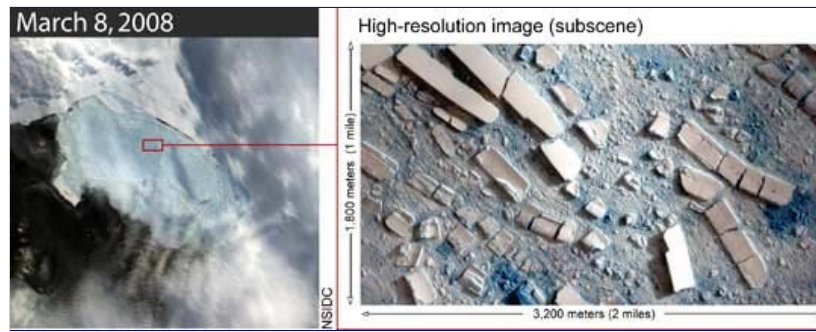 March 8, 2008
High-resolution image (subscene)
1,800 meters (1 mile)
NSIDC
3,200 meters (2 miles)